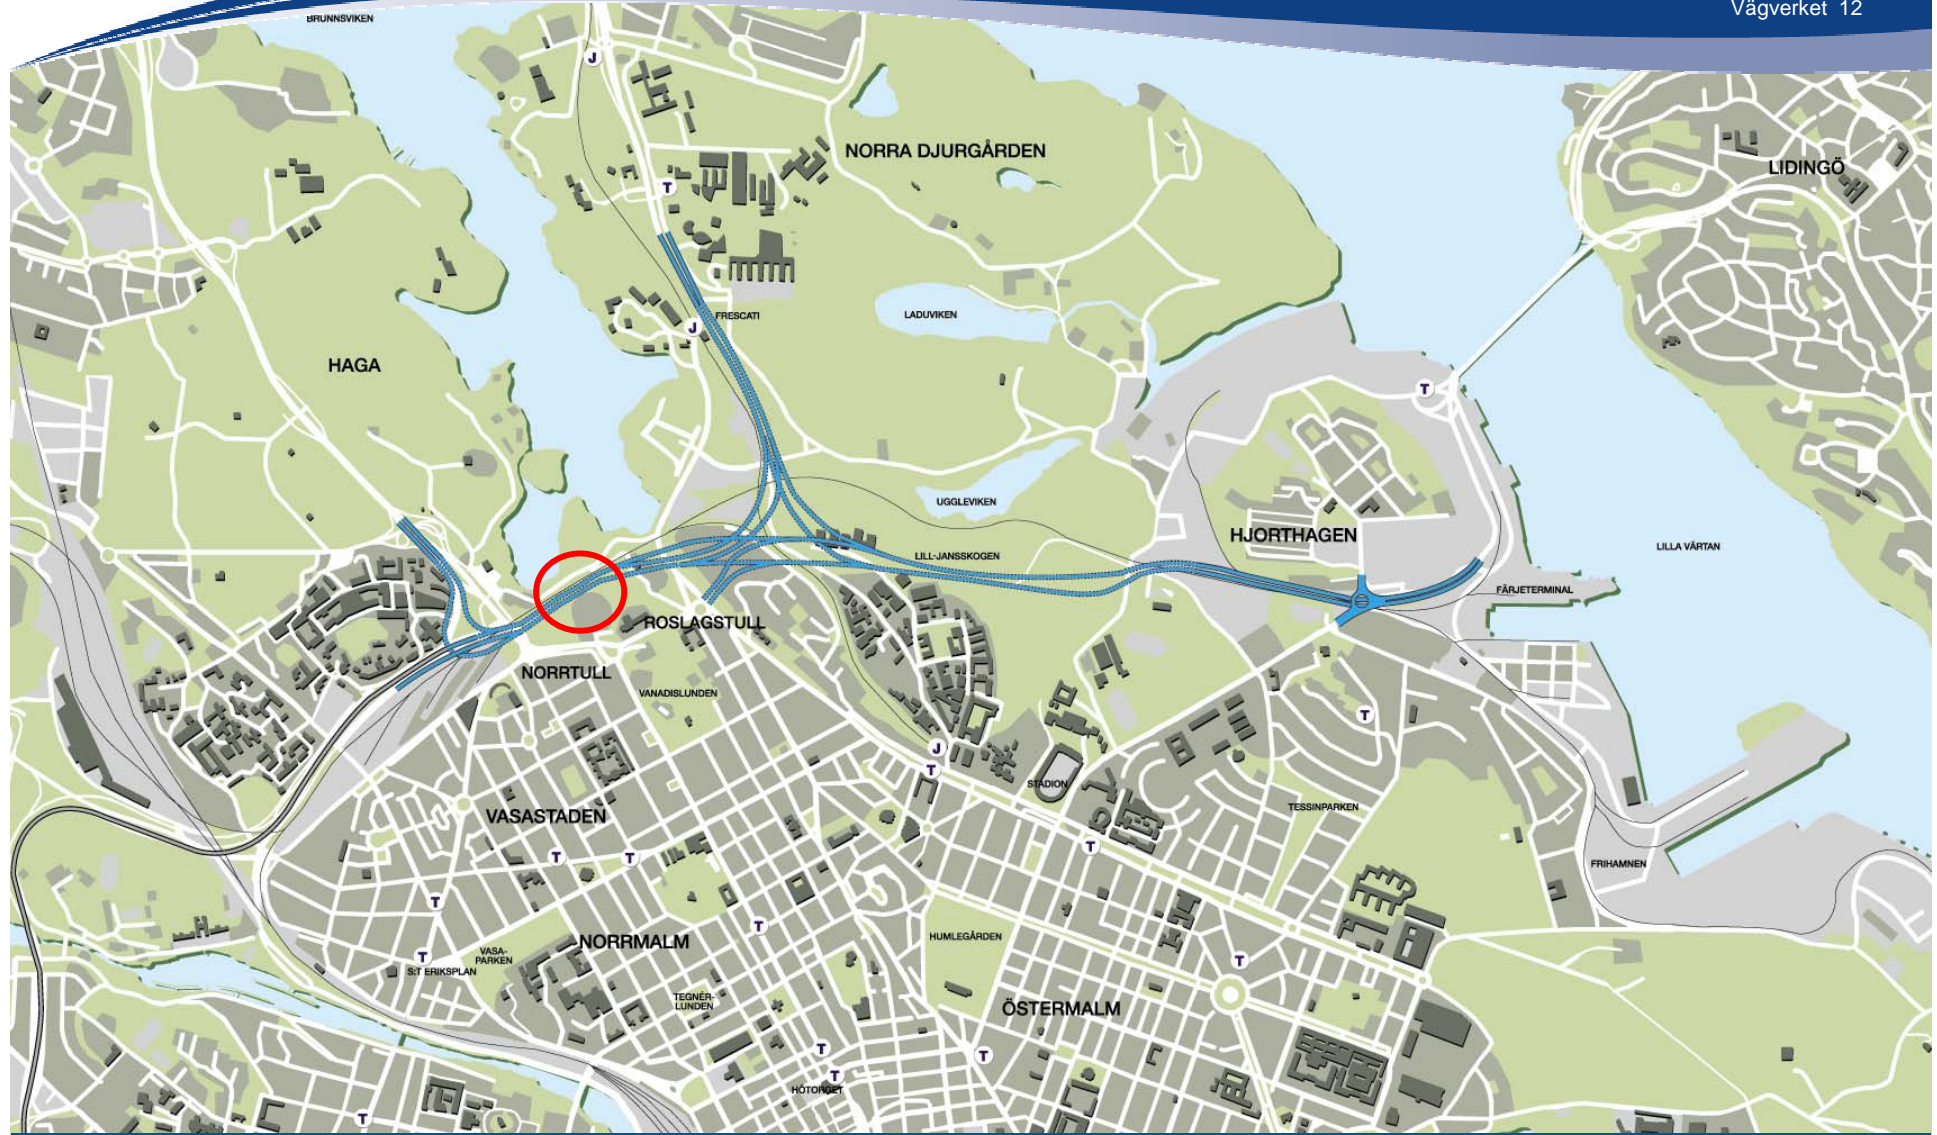 Vägverket 12
BRUNNSVIKEN
J
NORRA DJURGÅRDEN
LIDINGÖ
T
FRESCATI
LADUVIKEN
J
HAGA
T
UGGLEVIKEN
HJORTHAGEN
LILL-JANSSKOGEN
LILLA VÄRTAN
FÄRJETERMINAL
ROSLAGSTULL
NORRTULL
VANADISLUNDEN
T
J
T
STADION
TESSINPARKEN
VASASTADEN
T
T
T
FRIHAMNEN
T
T
NORRMALM
HUMLEGÅRDEN
VASA-
PARKEN
T
T
S:T ERIKSPLAN
TEGNÉR-
LUNDEN
ÖSTERMALM
T
T
T
HÖTORGET
T